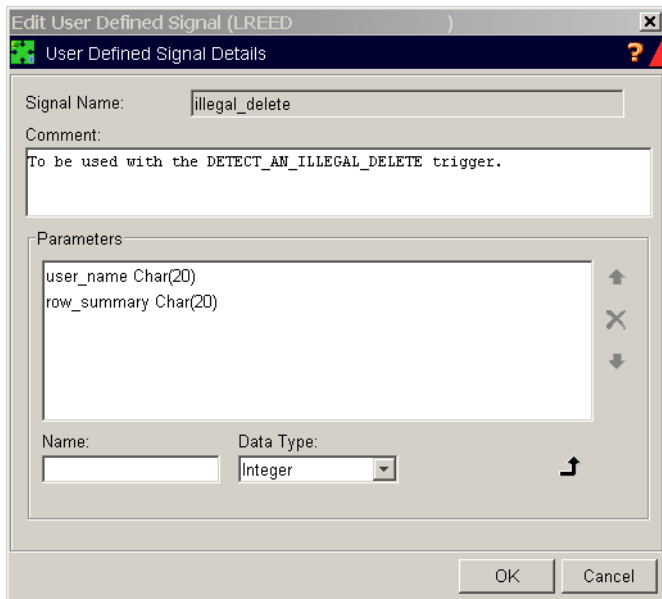 Edit User Defined Signal (LREED )
User Defined Signal Details
?
Signal Name: illegal_delete
Comment:
To be used with the DETECT_AN_ILLEGAL_DELETE trigger.
Parameters
user_name Char(20)
row_summary Char(20)
Name: Data Type:
Integer
OK Cancel